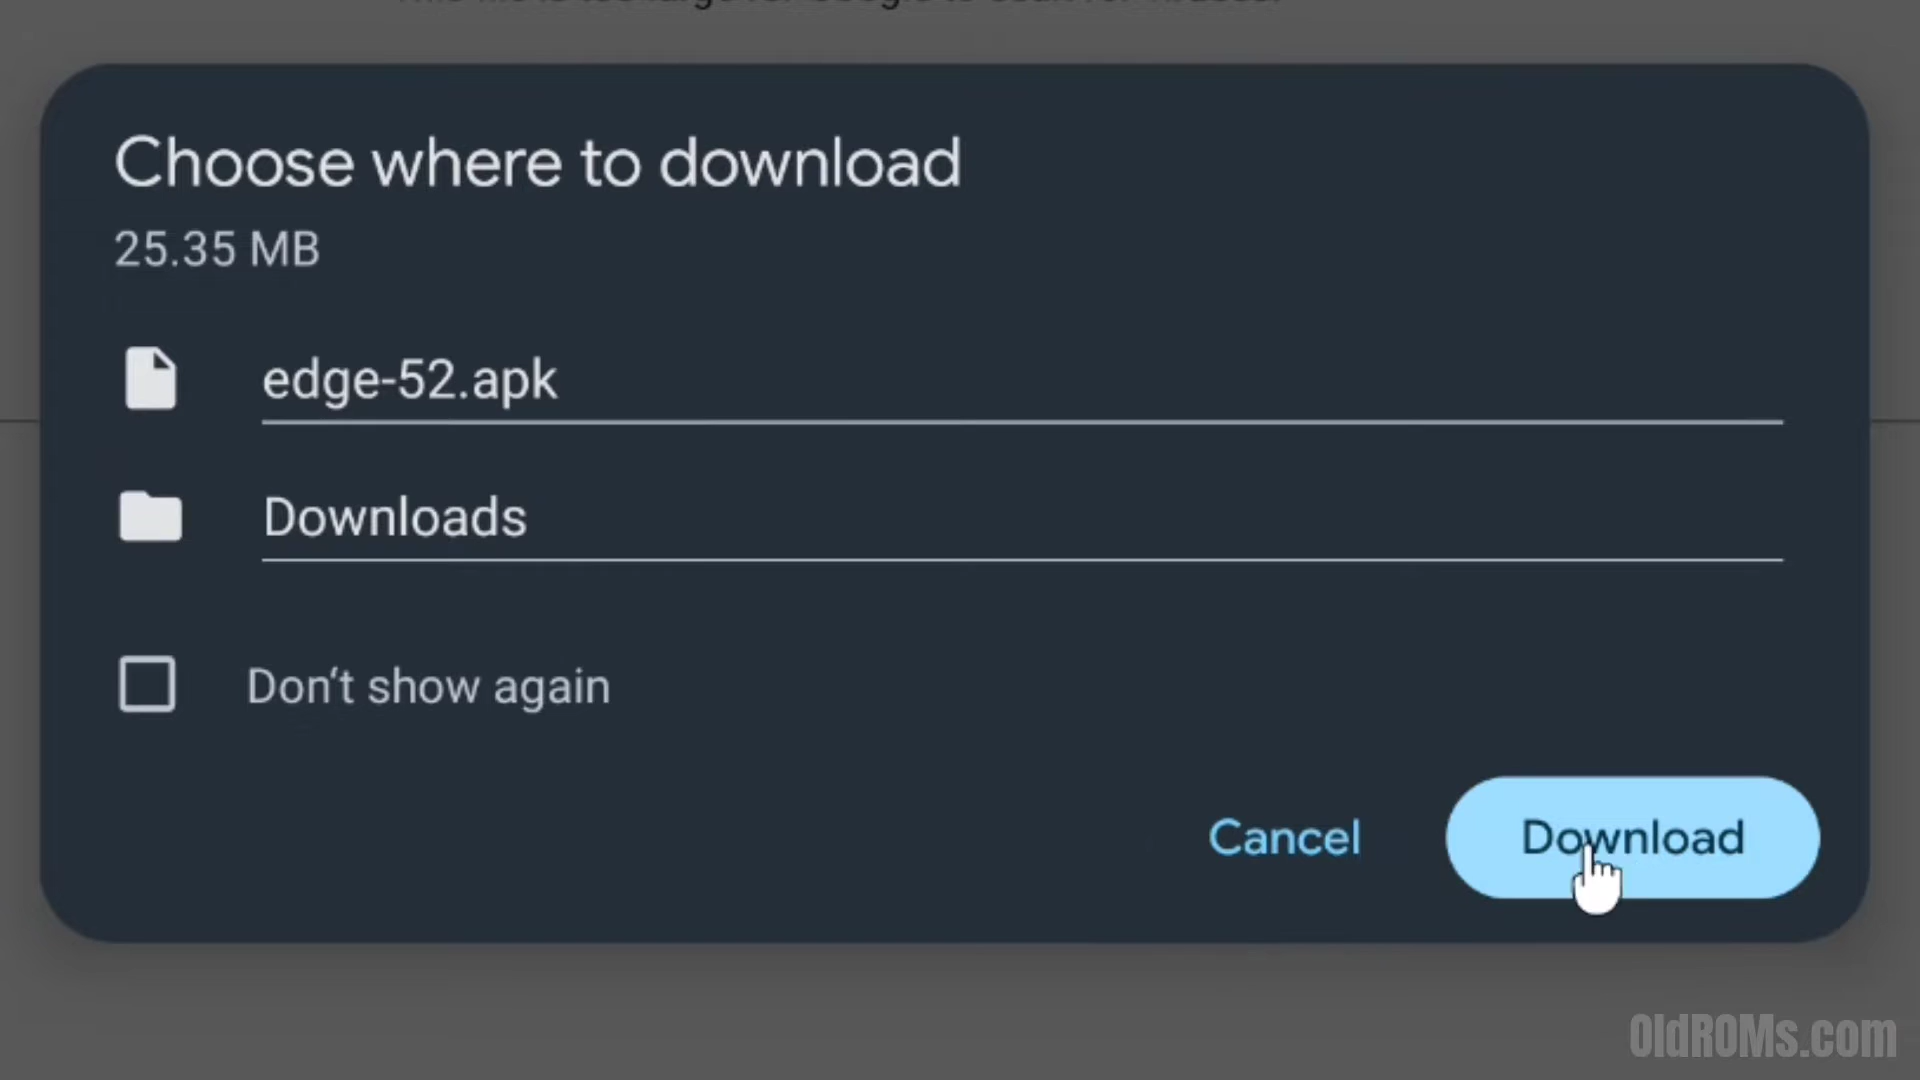 Choose where to download
25.35 MB
edge-52.apk
Downloads
Don't show again
Cancel
Download
OldROMs.com